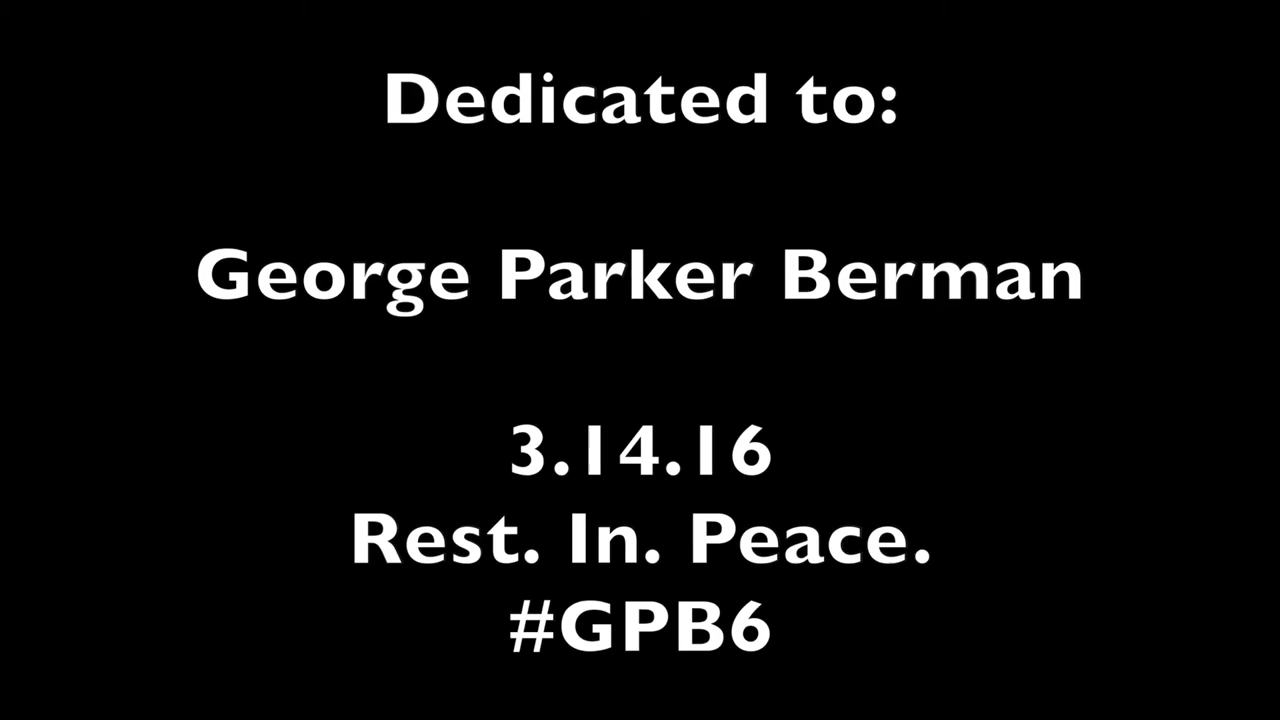 Dedicated to:
George Parker Berman
3.14.16
Rest. In. Peace.
#GPB6